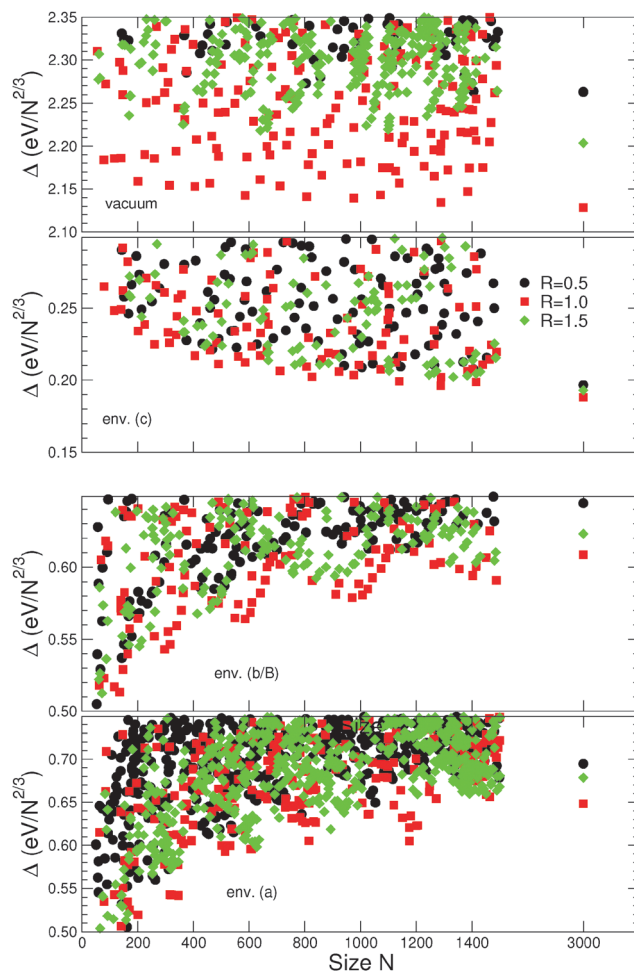 2.35
2.30
2.25
2.20
2.15
2.10
Δ (eV/N^2/3)
vacuum
0.25
0.20
0.15
Δ (eV/N^2/3)
env. (c)
R=0.5
R=1.0
R=1.5
0.60
0.55
0.50
Δ (eV/N^2/3)
env. (b/B)
Size
0.70
0.65
0.60
0.55
0.50
Δ (eV/N^2/3)
env. (a)
0 200 400 600 800 1000 1200 1400 3000
Size N